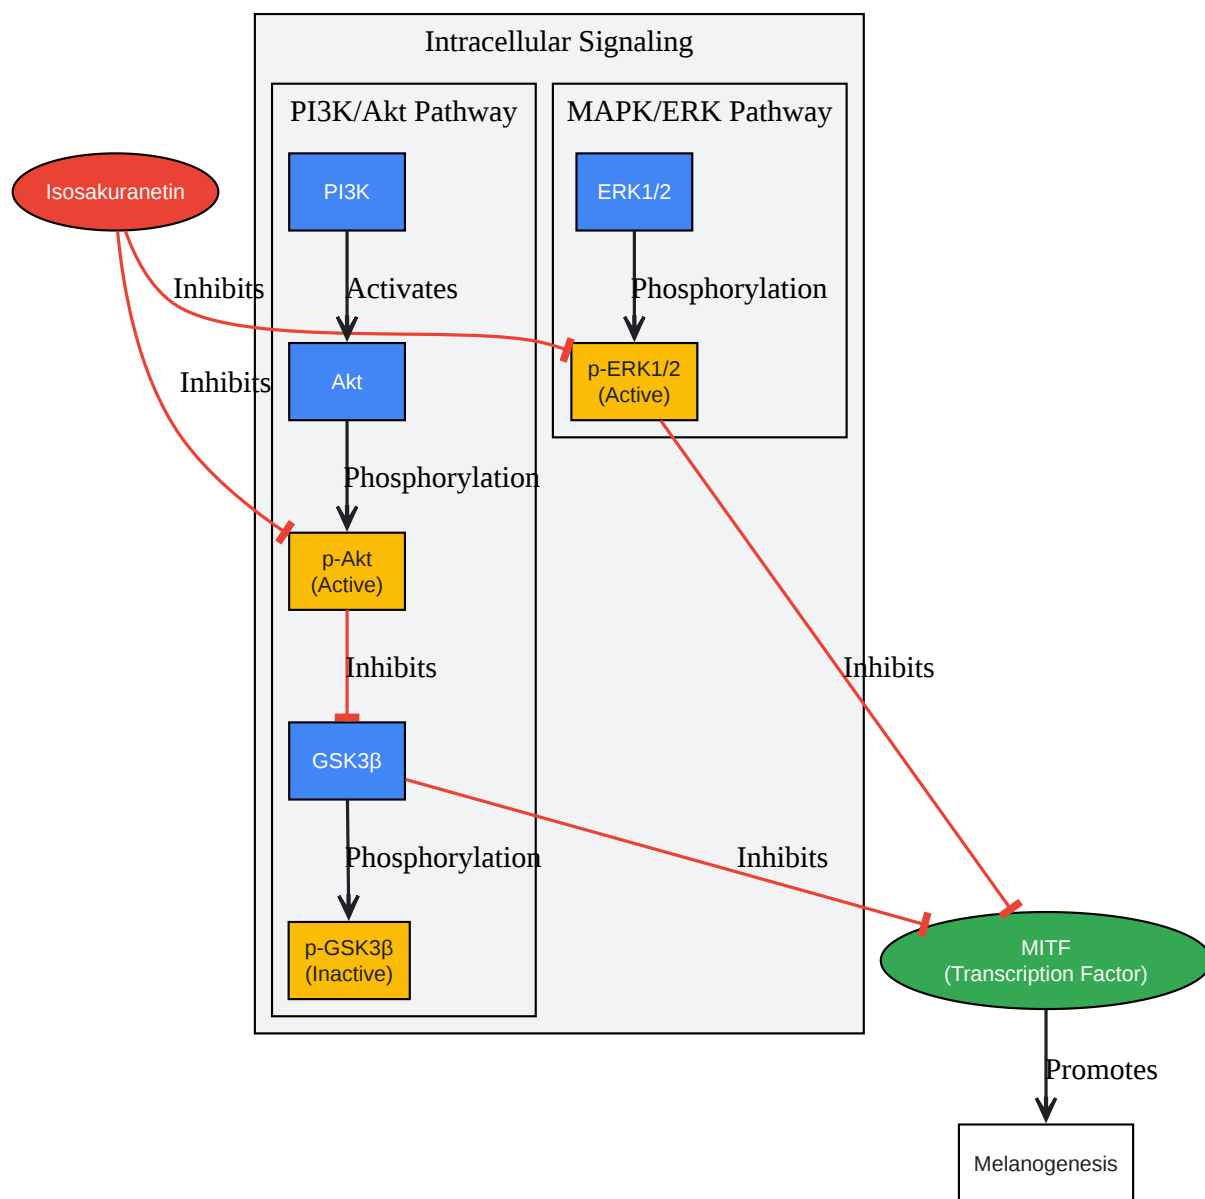 Intracellular Signaling
PI3K/Akt Pathway
MAPK/ERK Pathway
Isosakuranetin
PI3K
ERK1/2
Inhibits
Activates
Phosphorylation
Inhibits
Akt
p-ERK1/2
(Active)
Phosphorylation
p-Akt
(Active)
Inhibits
Inhibits
GSK3β
Phosphorylation
Inhibits
p-GSK3β
(Inactive)
MITF
(Transcription Factor)
Promotes
Melanogenesis